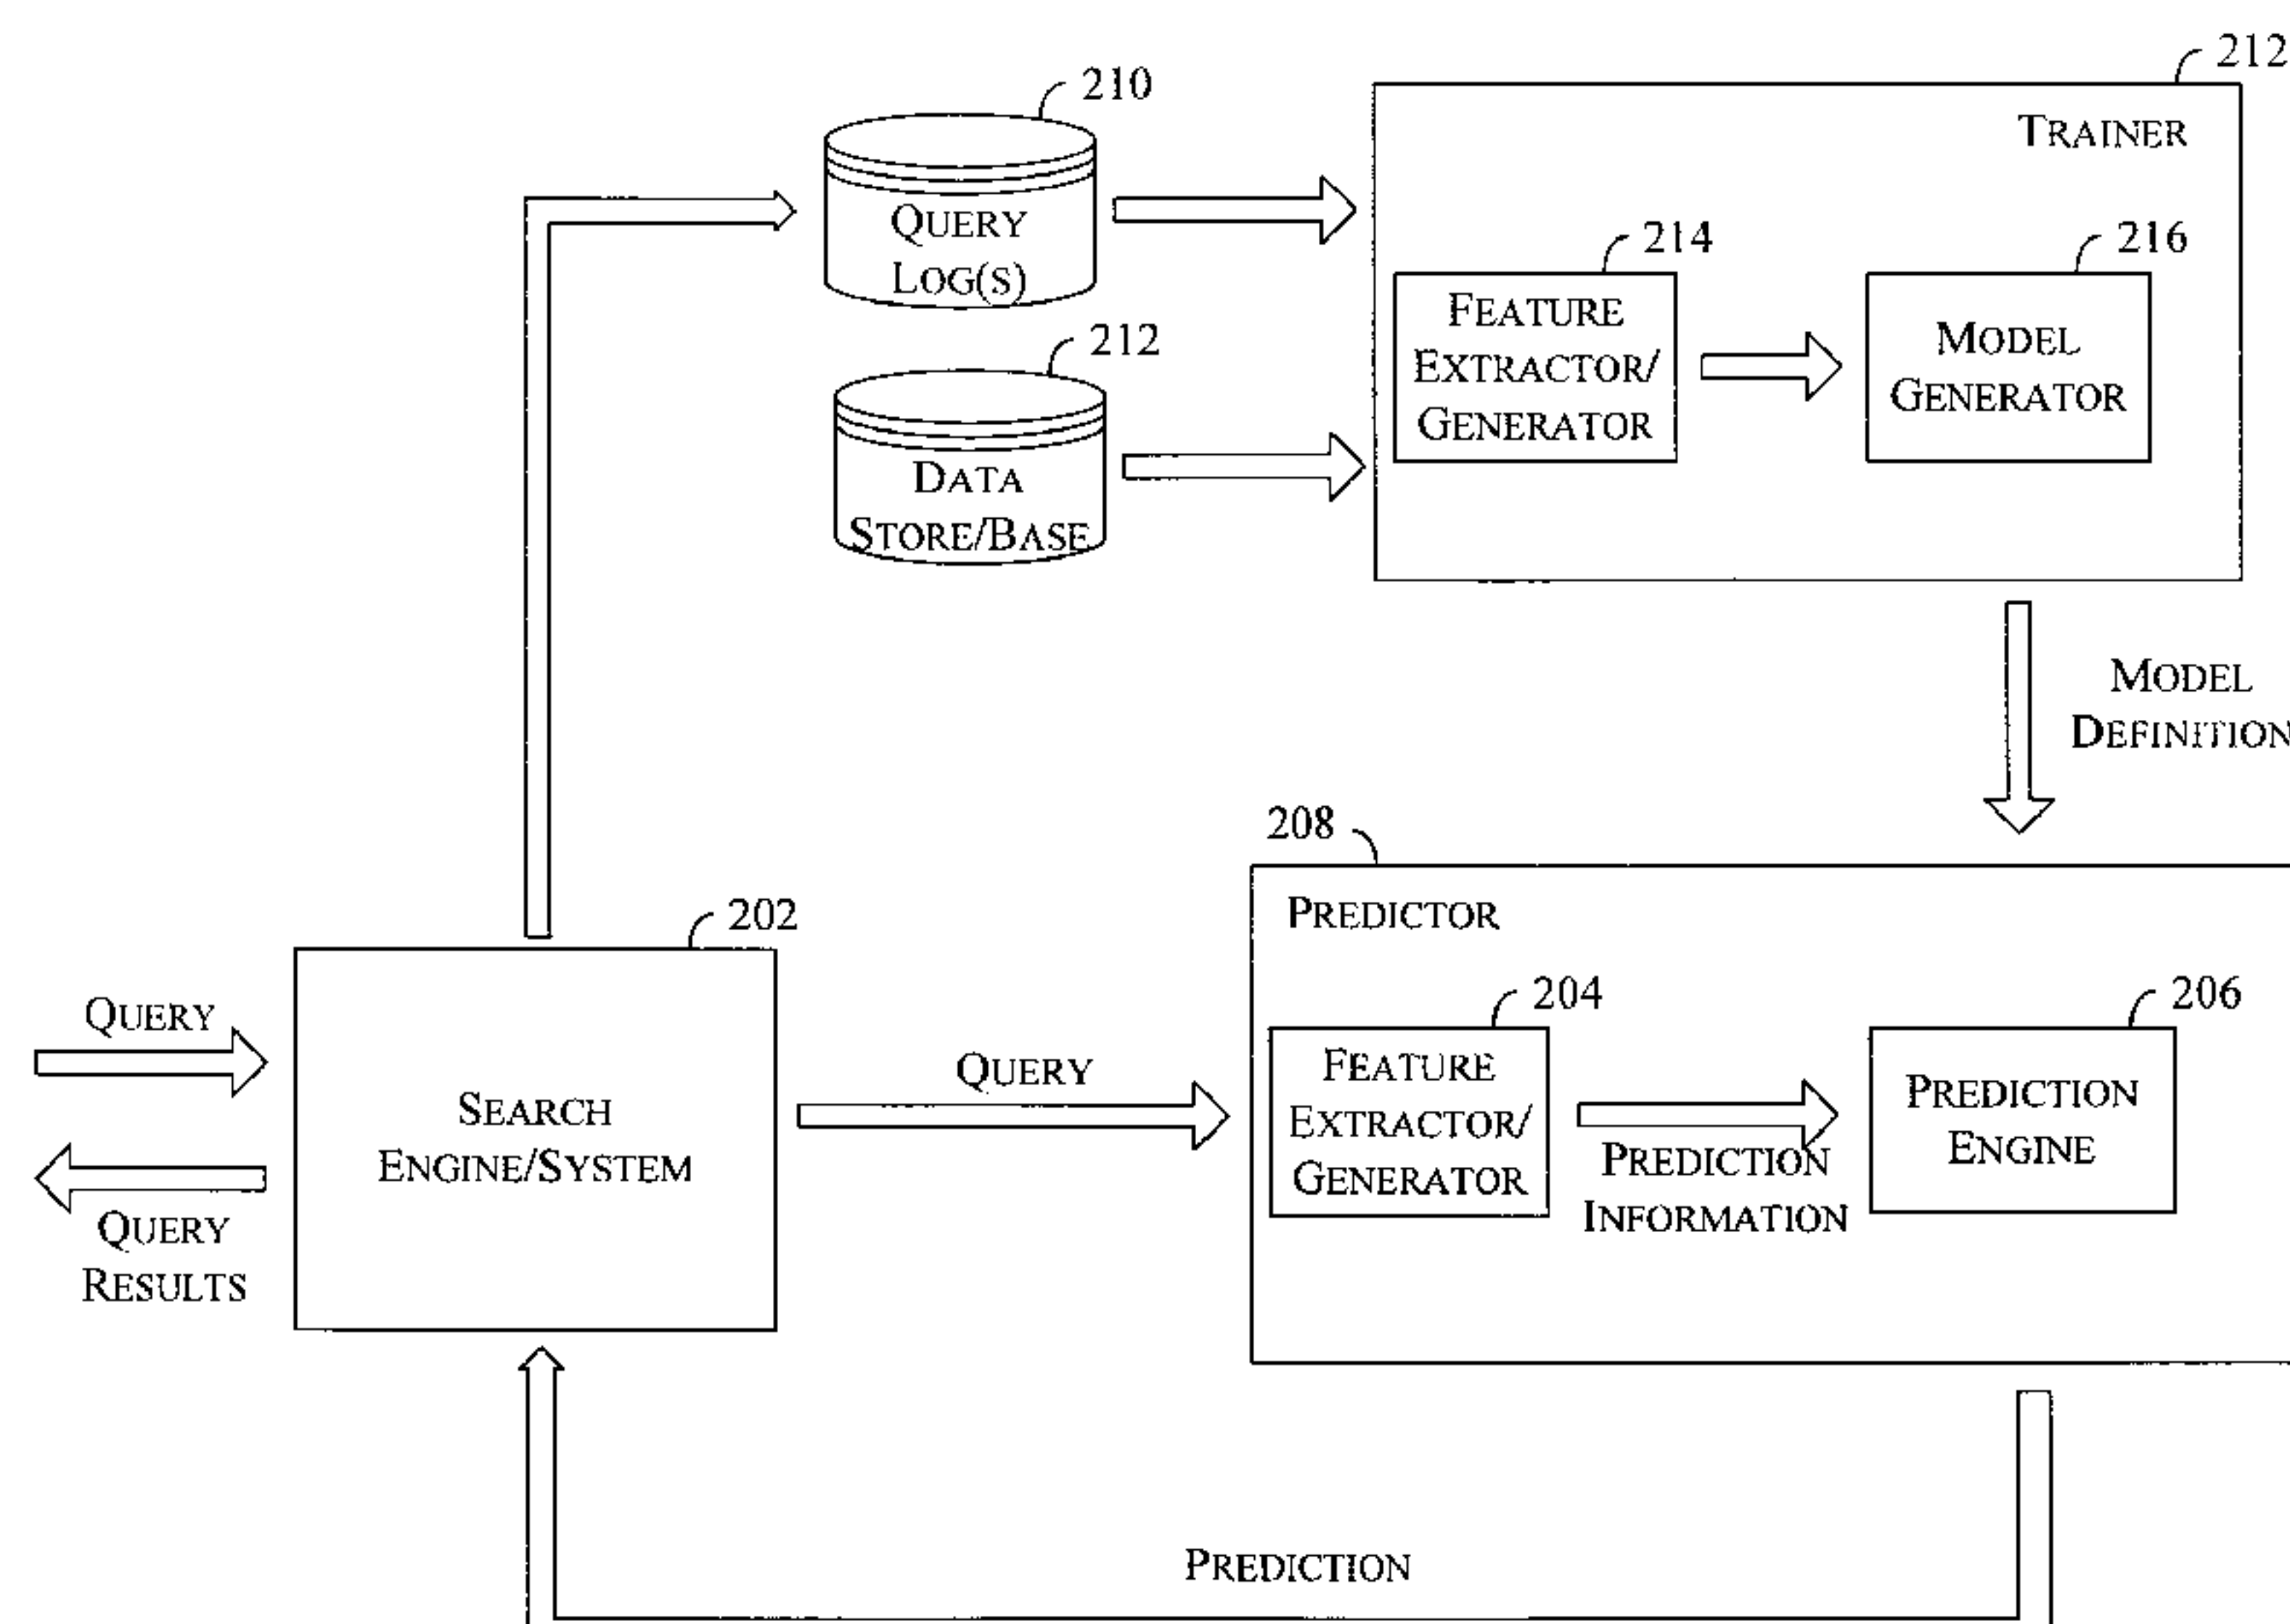 212
210
TRAINER
QUERY
LOG(S)
214
216
FEATURE
EXTRACTOR/
GENERATOR
MODEL
GENERATOR
212
DATA
STORE/BASE
MODEL
DEFINITION
208
202
PREDICTOR
QUERY
204
206
SEARCH
ENGINE/SYSTEM
QUERY
FEATURE
EXTRACTOR/
GENERATOR
PREDICTION
INFORMATION
PREDICTION
ENGINE
QUERY
RESULTS
PREDICTION